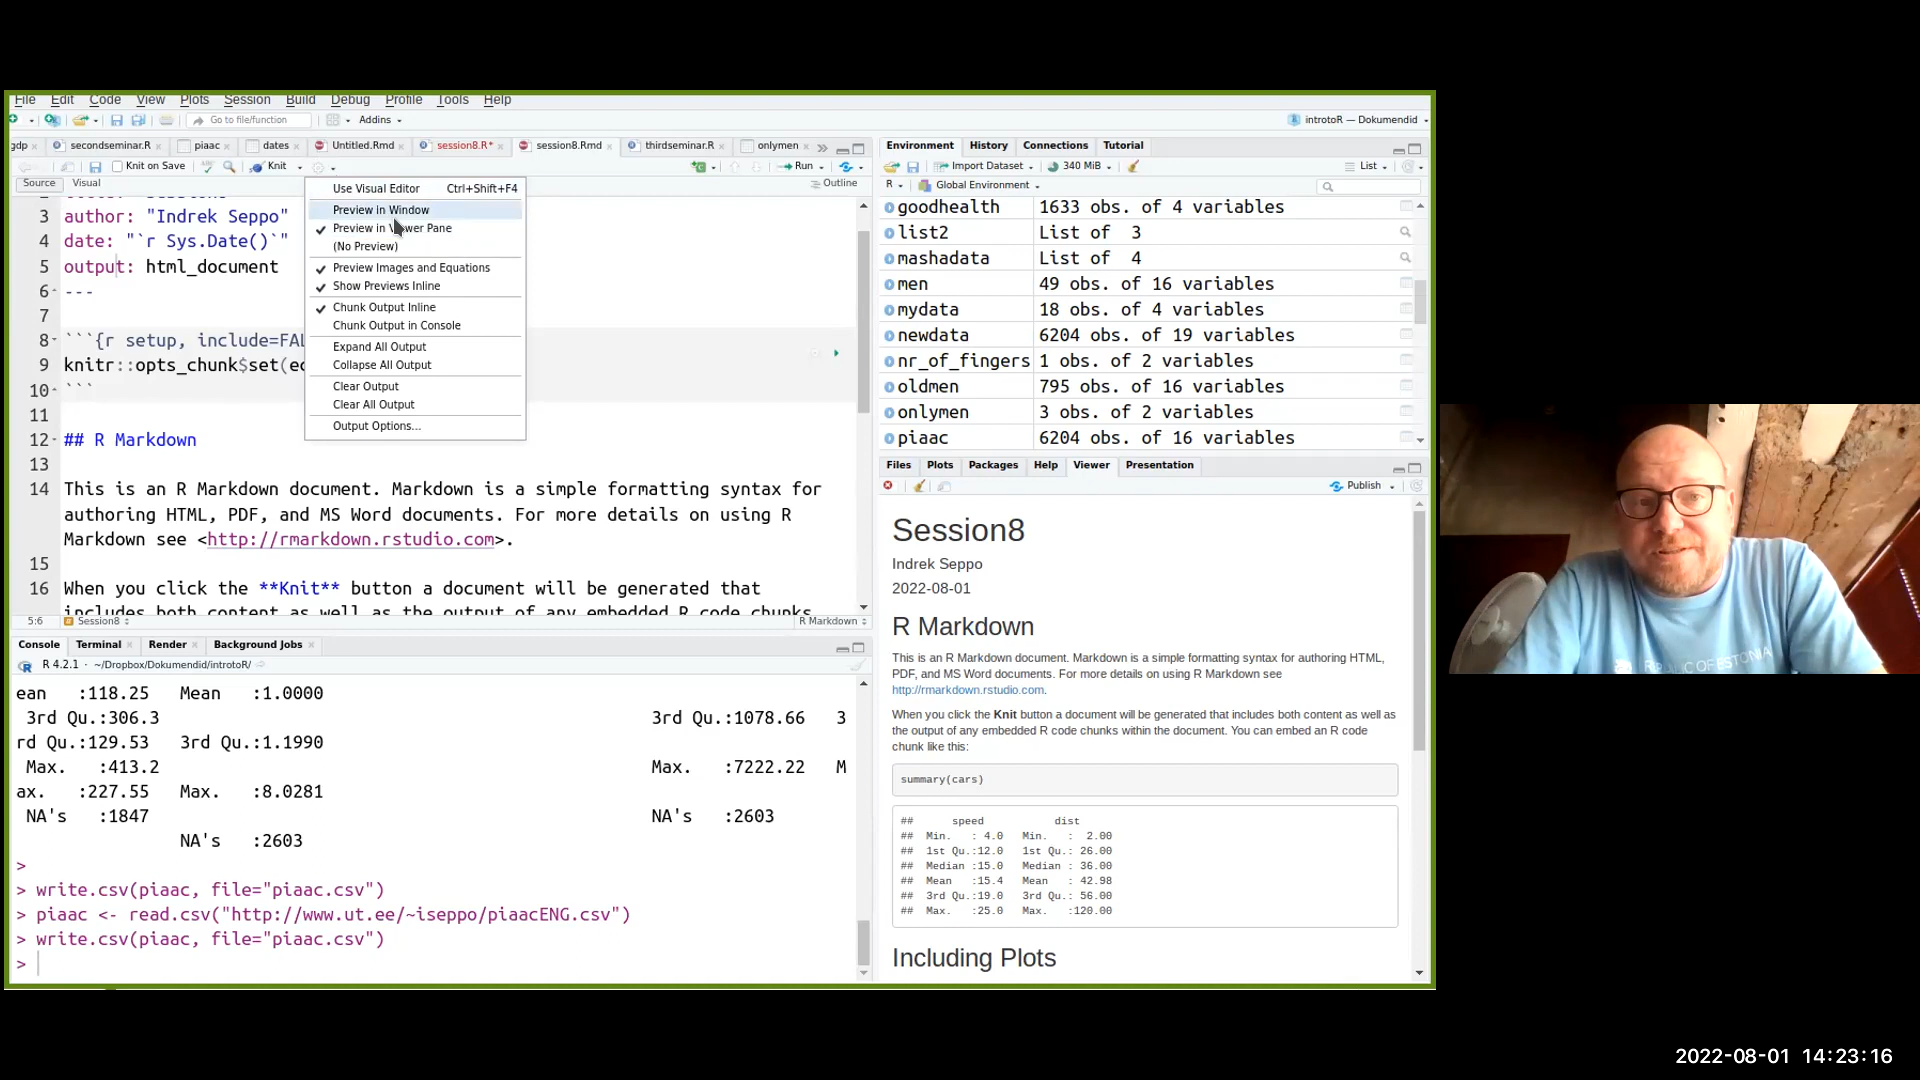 File Edit Code View Plots Session Build Debug Profile Tools Help
Go to file/function Addins introtoR — Dokumendid
gdp secondseminar.R piaac dates Untitled.Rmd session8.R* session8.Rmd thirdseminar.R onlymen
Knit on Save Knit Run
Source Visual Outline
3 author: "Indrek Seppo"
4 date: "`r Sys.Date()`"
5 output: html_document
6 ---
7
8 ```{r setup, include=FAL
9 knitr::opts_chunk$set(ec
10 ```
11
12 ## R Markdown
13
14 This is an R Markdown document. Markdown is a simple formatting syntax for
authoring HTML, PDF, and MS Word documents. For more details on using R
Markdown see <http://rmarkdown.rstudio.com>.
15
16 When you click the **Knit** button a document will be generated that
includes both content as well as the output of any embedded R code chunks
5:6 Session8 R Markdown
Use Visual Editor Ctrl+Shift+F4
Preview in Window
Preview in Viewer Pane
(No Preview)
Preview Images and Equations
Show Previews Inline
Chunk Output Inline
Chunk Output in Console
Expand All Output
Collapse All Output
Clear Output
Clear All Output
Output Options...
Console Terminal Render Background Jobs
R 4.2.1 · ~/Dropbox/Dokumendid/introtoR/
ean :118.25 Mean :1.0000
3rd Qu.:306.3 3rd Qu.:1078.66 3
rd Qu.:129.53 3rd Qu.:1.1990
Max. :413.2 Max. :7222.22 M
ax. :227.55 Max. :8.0281
NA's :1847 NA's :2603
NA's :2603
>
> write.csv(piaac, file="piaac.csv")
> piaac <- read.csv("http://www.ut.ee/~iseppo/piaacENG.csv")
> write.csv(piaac, file="piaac.csv")
>
Environment History Connections Tutorial
Import Dataset 340 MiB List
R Global Environment
goodhealth 1633 obs. of 4 variables
list2 List of 3
mashadata List of 4
men 49 obs. of 16 variables
mydata 18 obs. of 4 variables
newdata 6204 obs. of 19 variables
nr_of_fingers 1 obs. of 2 variables
oldmen 795 obs. of 16 variables
onlymen 3 obs. of 2 variables
piaac 6204 obs. of 16 variables
Files Plots Packages Help Viewer Presentation
Publish
Session8
Indrek Seppo
2022-08-01
R Markdown
This is an R Markdown document. Markdown is a simple formatting syntax for authoring HTML,
PDF, and MS Word documents. For more details on using R Markdown see
http://rmarkdown.rstudio.com.
When you click the Knit button a document will be generated that includes both content as well as
the output of any embedded R code chunks within the document. You can embed an R code
chunk like this:
summary(cars)
## speed dist
## Min. : 4.0 Min. : 2.00
## 1st Qu.:12.0 1st Qu.: 26.00
## Median :15.0 Median : 36.00
## Mean :15.4 Mean : 42.98
## 3rd Qu.:19.0 3rd Qu.: 56.00
## Max. :25.0 Max. :120.00
Including Plots
OF ESTONIA
2022-08-01 14:23:16